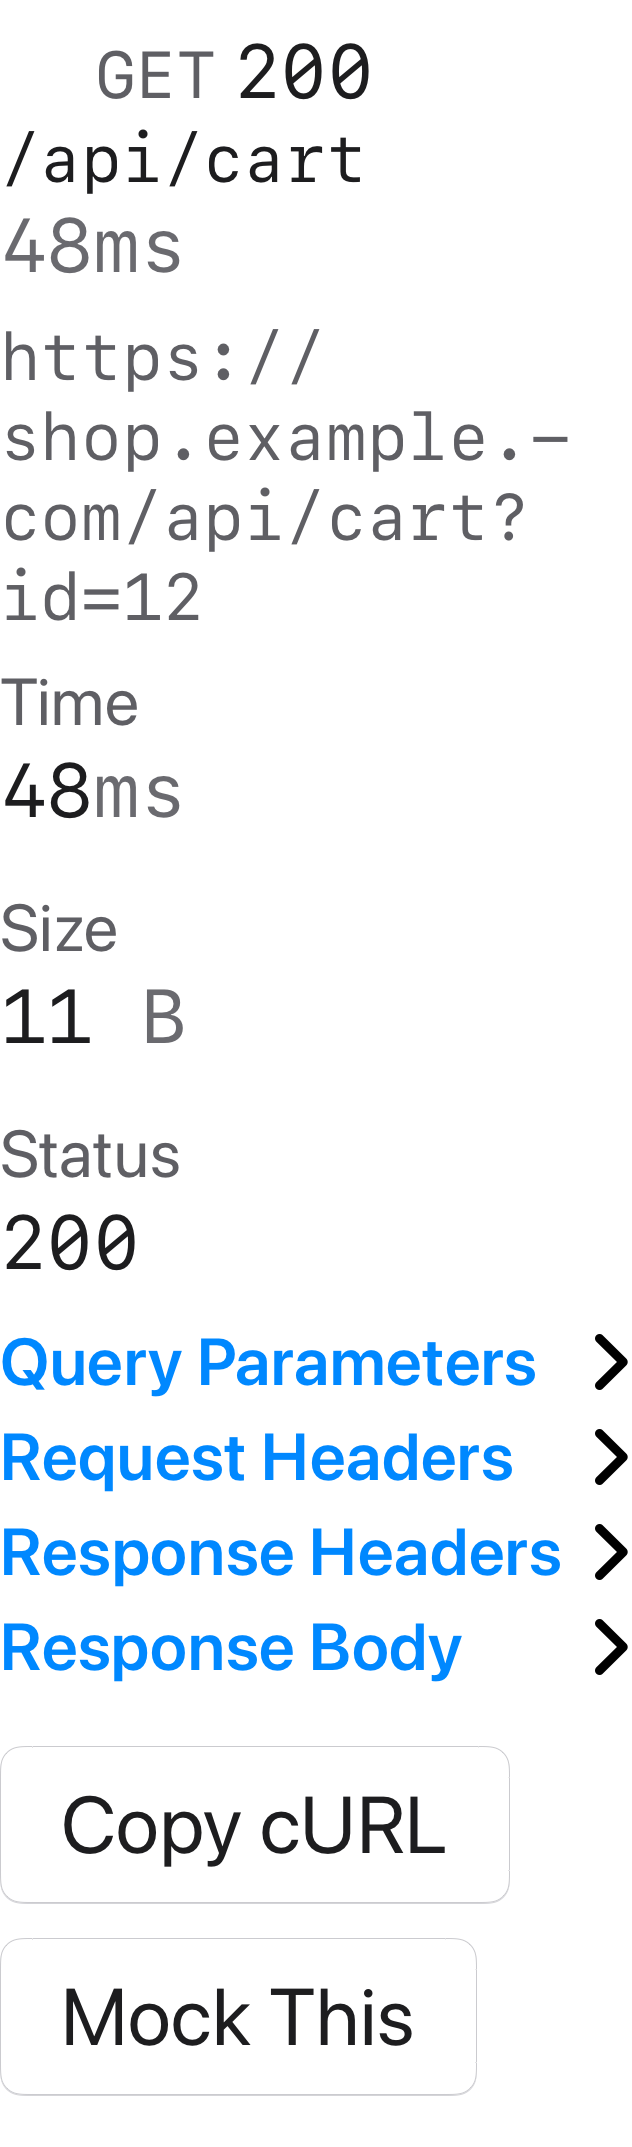 GET 200
/api/cart
48ms
https://
shop.example.-
com/api/cart?
id=12
Time
48ms
Size
11 B
Status
200
Query Parameters
Request Headers
Response Headers
Response Body
Copy cURL
Mock This